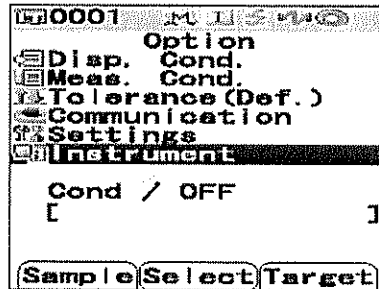 0001
Option
Disp. Cond.
Meas. Cond.
Tolerance(Def.)
Communication
Settings
Instrument
Cond / OFF
[ ]
Sample Select Target